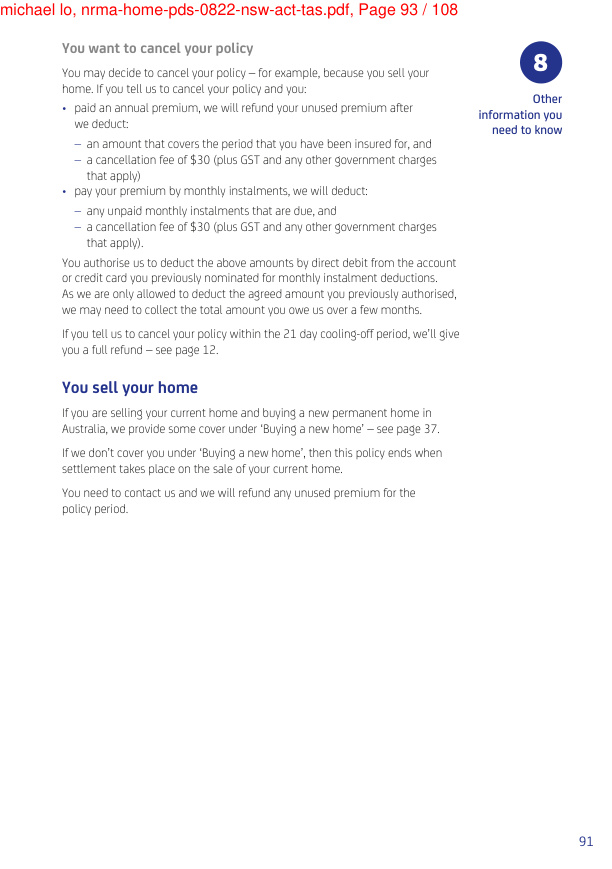 michael lo, nrma-home-pds-0822-nsw-act-tas.pdf, Page 93 / 108
You want to cancel your policy
You may decide to cancel your policy – for example, because you sell your
home. If you tell us to cancel your policy and you:
• paid an annual premium, we will refund your unused premium after
we deduct:
– an amount that covers the period that you have been insured for, and
– a cancellation fee of $30 (plus GST and any other government charges
that apply)
• pay your premium by monthly instalments, we will deduct:
– any unpaid monthly instalments that are due, and
– a cancellation fee of $30 (plus GST and any other government charges
that apply).
You authorise us to deduct the above amounts by direct debit from the account
or credit card you previously nominated for monthly instalment deductions.
As we are only allowed to deduct the agreed amount you previously authorised,
we may need to collect the total amount you owe us over a few months.
If you tell us to cancel your policy within the 21 day cooling-off period, we’ll give
you a full refund – see page 12.
You sell your home
If you are selling your current home and buying a new permanent home in
Australia, we provide some cover under ‘Buying a new home’ – see page 37.
If we don’t cover you under ‘Buying a new home’, then this policy ends when
settlement takes place on the sale of your current home.
You need to contact us and we will refund any unused premium for the
policy period.
8
Other
information you
need to know
91